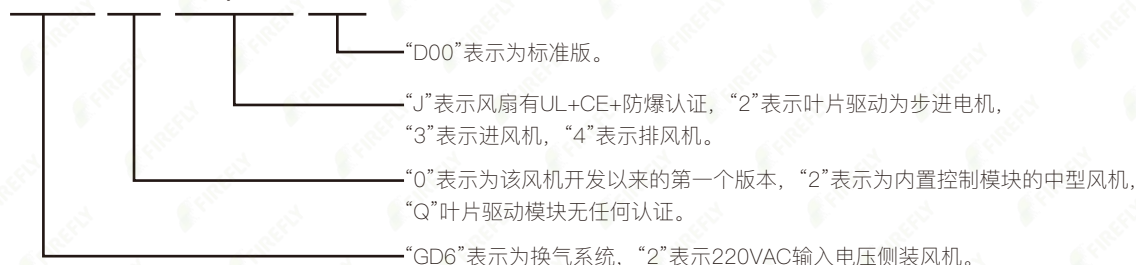 “D00”表示为标准版。
“J”表示风扇有UL+CE+防爆认证，“2”表示叶片驱动为步进电机，
“3”表示进风机，“4”表示排风机。
“0”表示为该风机开发以来的第一个版本，“2”表示为内置控制模块的中型风机，
“Q”叶片驱动模块无任何认证。
“GD6”表示为换气系统，“2”表示220VAC输入电压侧装风机。
FIREFLY